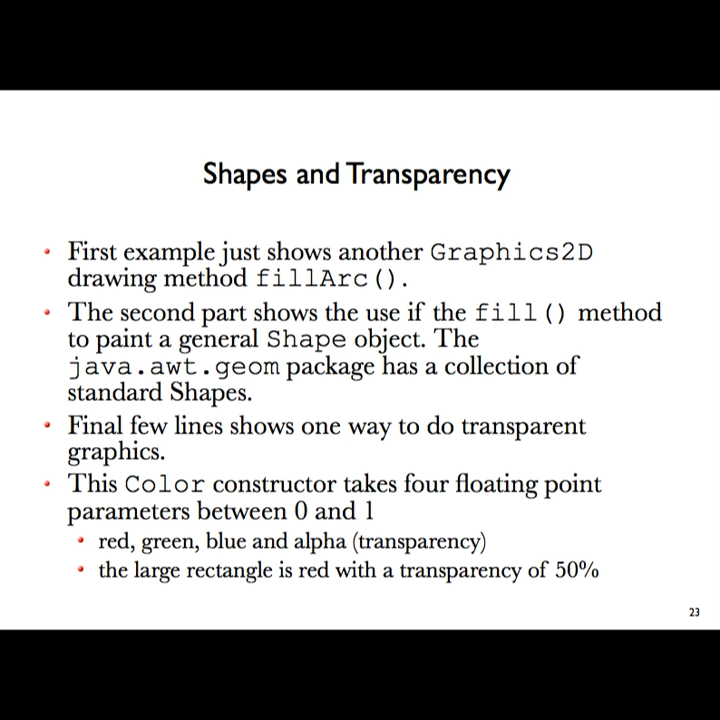 Shapes and Transparency
• First example just shows another Graphics2D
drawing method fillArc().
• The second part shows the use if the fill() method
to paint a general Shape object. The
java.awt.geom package has a collection of
standard Shapes.
• Final few lines shows one way to do transparent
graphics.
• This Color constructor takes four floating point
parameters between 0 and 1
• red, green, blue and alpha (transparency)
• the large rectangle is red with a transparency of 50%
23